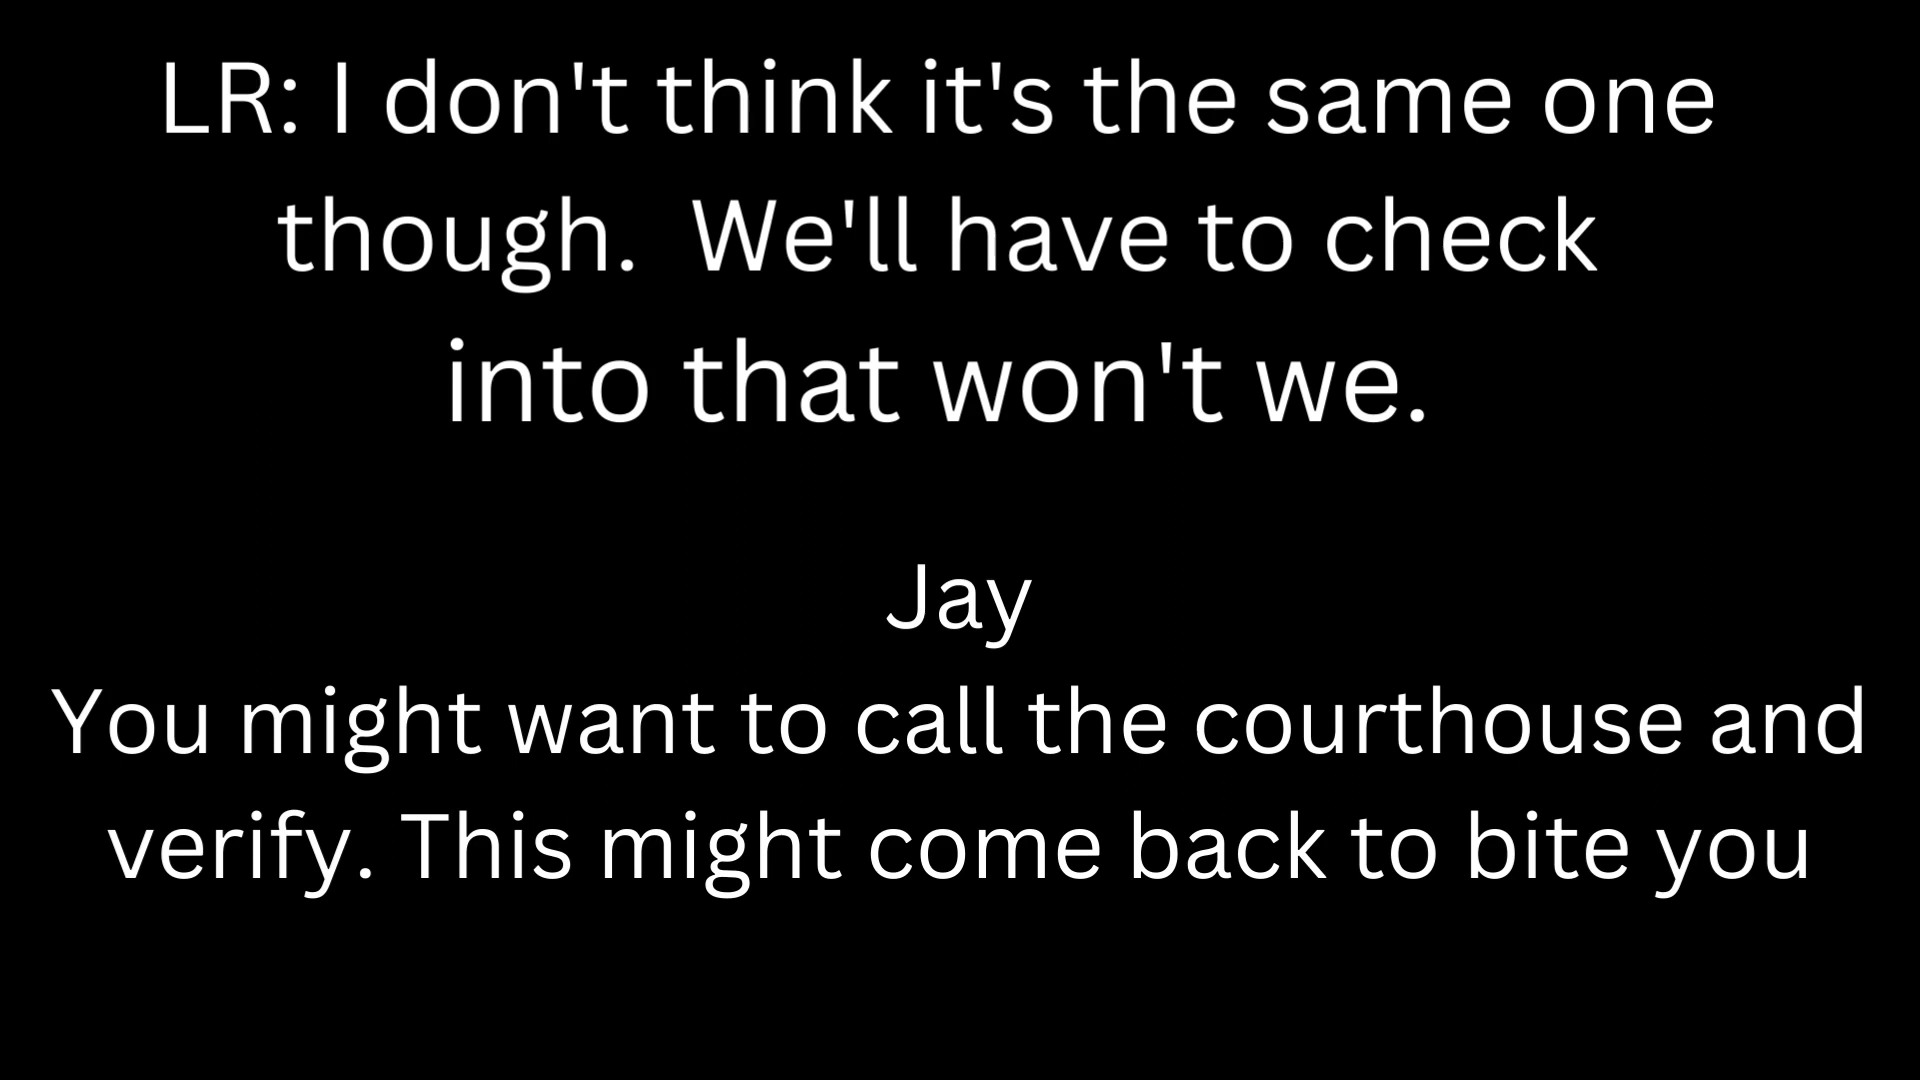 LR: I don't think it's the same one
though.  We'll have to check
into that won't we.
Jay
You might want to call the courthouse and
verify. This might come back to bite you